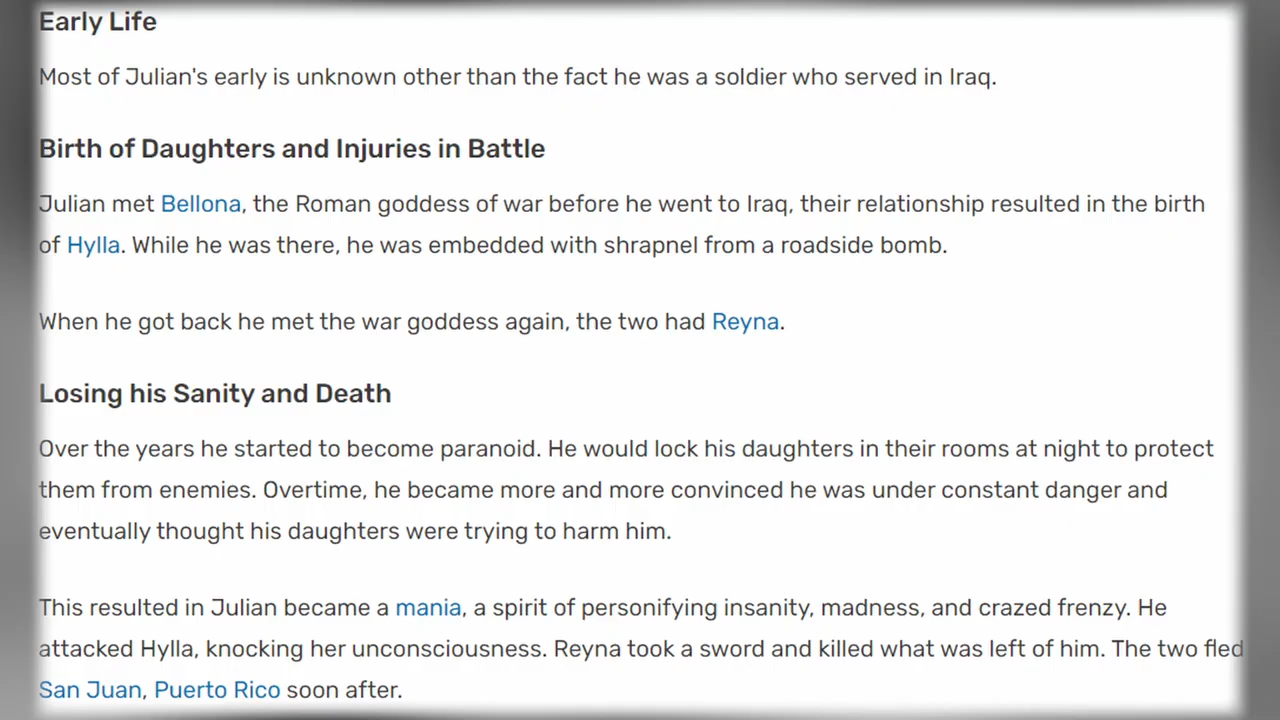 Early Life
Most of Julian's early is unknown other than the fact he was a soldier who served in Iraq.
Birth of Daughters and Injuries in Battle
Julian met Bellona, the Roman goddess of war before he went to Iraq, their relationship resulted in the birth
of Hylla. While he was there, he was embedded with shrapnel from a roadside bomb.
When he got back he met the war goddess again, the two had Reyna.
Losing his Sanity and Death
Over the years he started to become paranoid. He would lock his daughters in their rooms at night to protect
them from enemies. Overtime, he became more and more convinced he was under constant danger and
eventually thought his daughters were trying to harm him.
This resulted in Julian became a mania, a spirit of personifying insanity, madness, and crazed frenzy. He
attacked Hylla, knocking her unconsciousness. Reyna took a sword and killed what was left of him. The two fled
San Juan, Puerto Rico soon after.